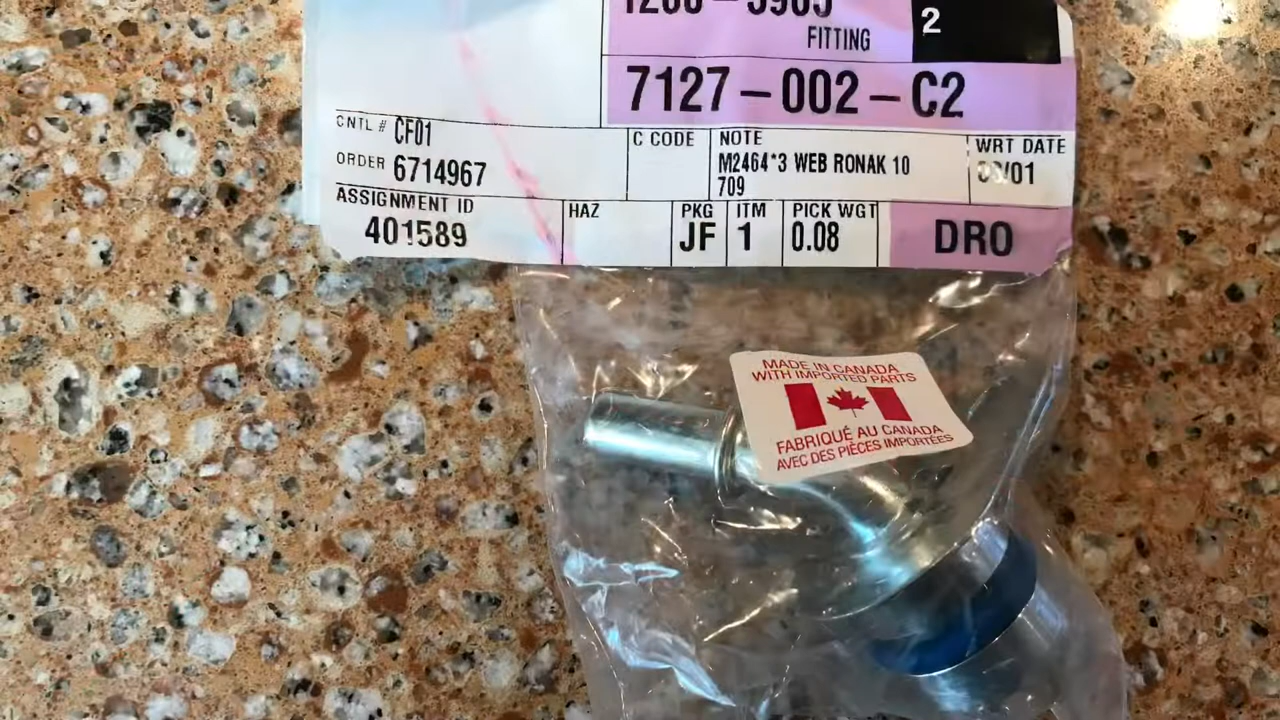 2
FITTING
7127-002-C2
CNTL # CF01
C CODE
NOTE
WRT DATE
ORDER 6714967
M2464*3 WEB RONAK 10
709
/01
ASSIGNMENT ID
401589
HAZ
PKG
JF
ITM
1
PICK WGT
0.08
DRO
MADE IN CANADA
WITH IMPORTED PARTS
FABRIQUÉ AU CANADA
AVEC DES PIÈCES IMPORTÉES